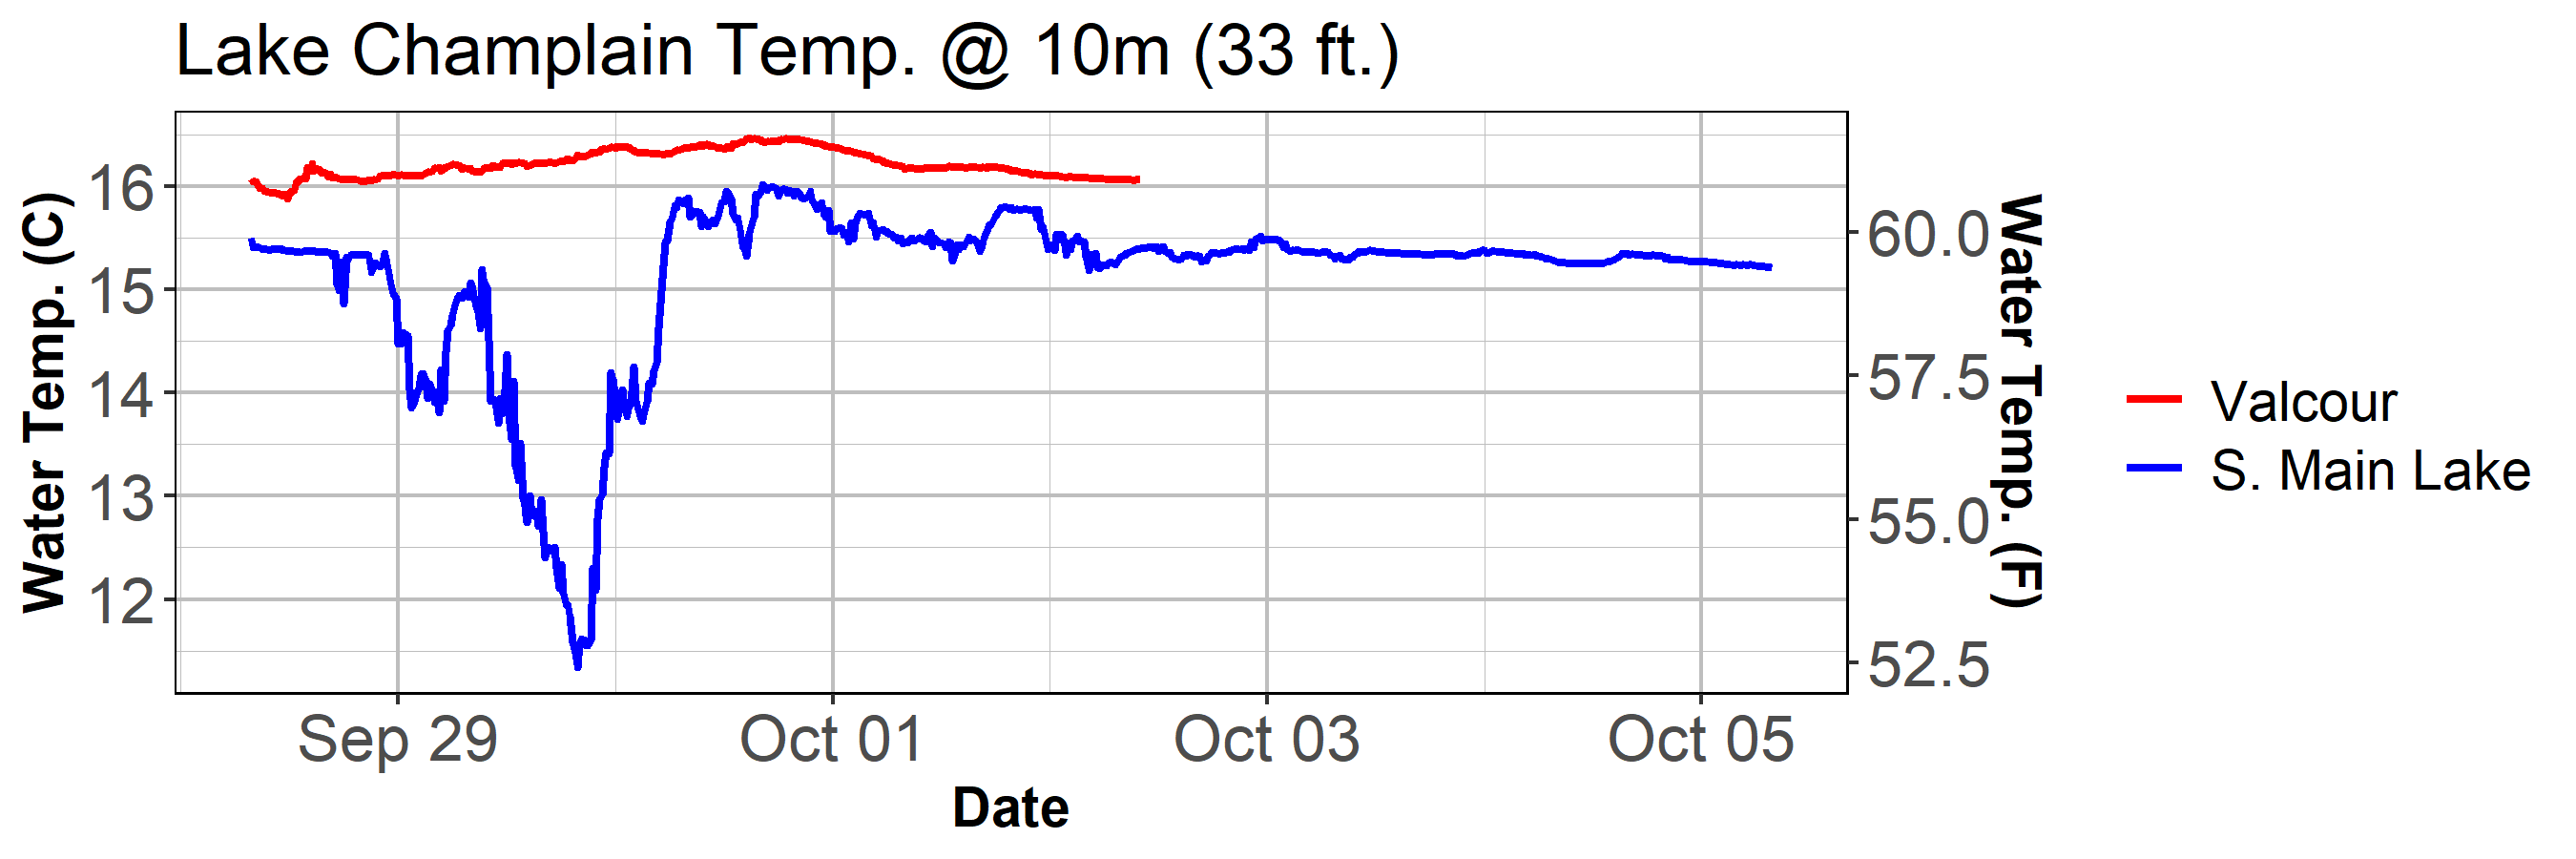 Lake Champlain Temp. @ 10m (33 ft.)
Water Temp. (C)
16
15
14
13
12
60.0
57.5
55.0
52.5
Water Temp. (F)
Sep 29
Oct 01
Oct 03
Oct 05
Date
Valcour
S. Main Lake